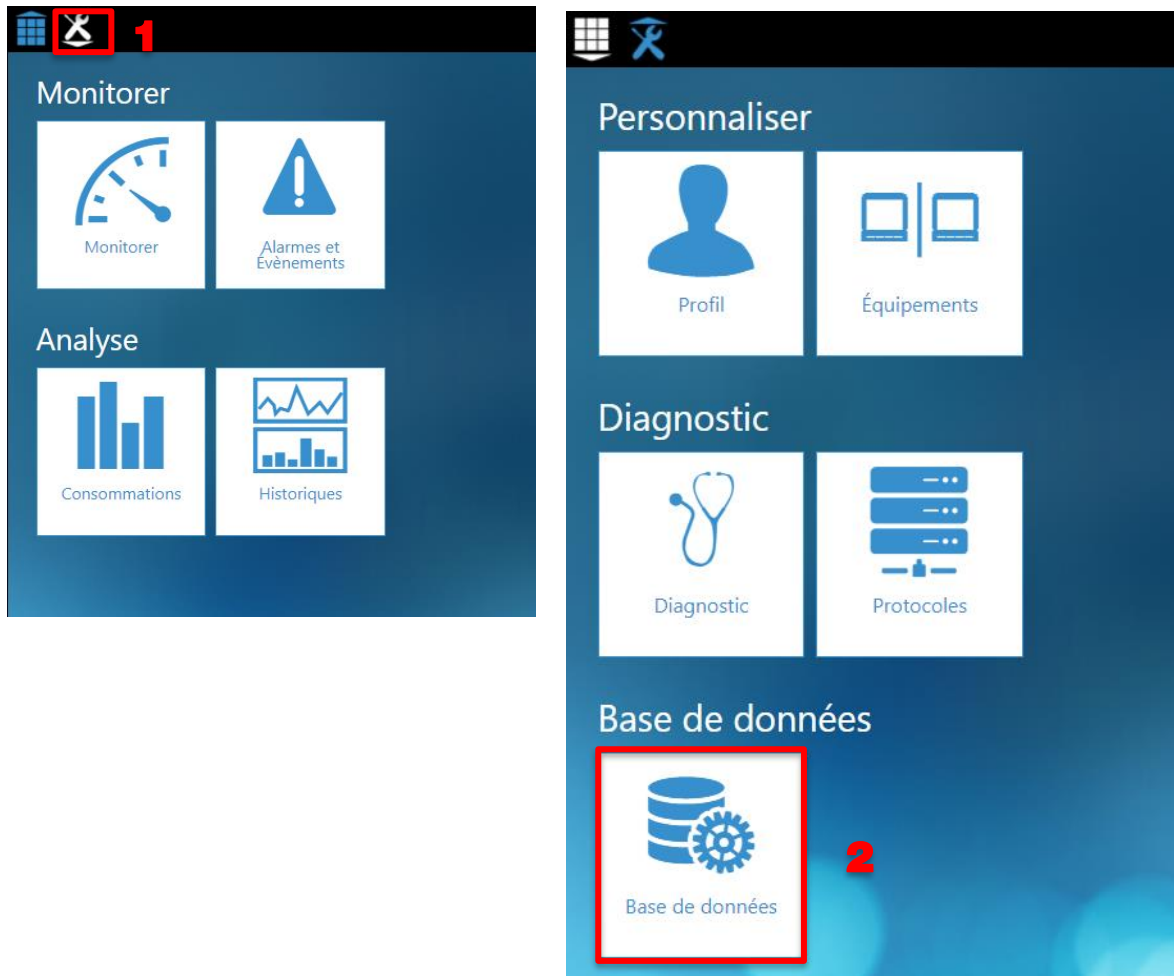 1
Monitorer
Monitorer
Alarmes et
Évènements
Analyse
Consommations
Historiques
Personnaliser
Profil
Équipements
Diagnostic
Diagnostic
Protocoles
Base de données
Base de données
2